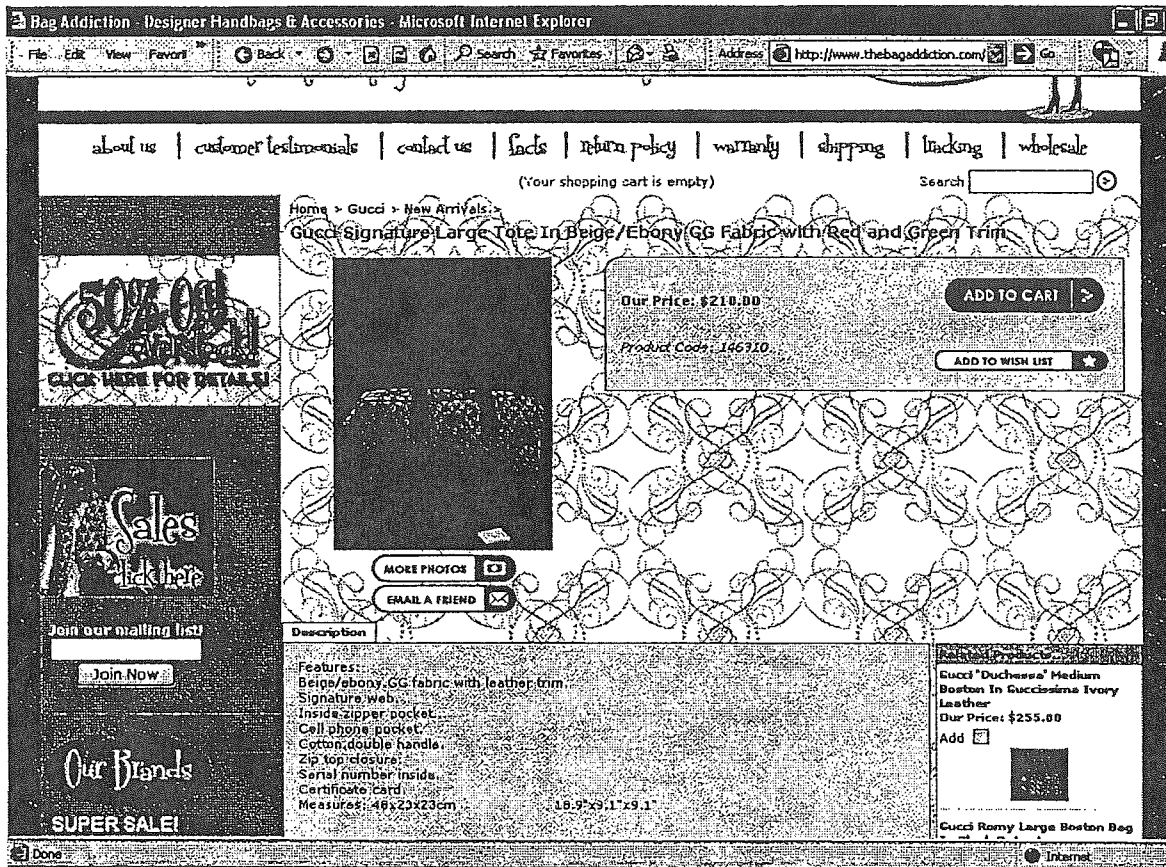 Bag Addiction - Designer Handbags & Accessories - Microsoft Internet Explorer
File Edit View Favorit » Back Search Favorites Address http://www.thebagaddiction.com/ Go
about us | customer testimonials | contact us | facts | return policy | warranty | shipping | tracking | wholesale
(Your shopping cart is empty) Search
Home > Gucci > New Arrivals >
Gucci Signature Large Tote In Beige/Ebony GG Fabric with Red and Green Trim
50% Off
CLICK HERE FOR DETAILS!
Our Price: $210.00
ADD TO CART
Product Code: 146310
ADD TO WISH LIST
Sales
click here
MORE PHOTOS
EMAIL A FRIEND
Join our mailing list!
Join Now
Description
Features:
Beige/ebony GG fabric with leather trim.
Signature web.
Inside zipper pocket.
Cell phone pocket.
Cotton double handle.
Zip top closure.
Serial number inside.
Certificate card.
Measures: 48x23x23cm 18.9"x9.1"x9.1"
Related Products
Gucci "Duchessa" Medium
Boston In Guccissima Ivory
Leather
Our Price: $255.00
Add
Gucci Romy Large Boston Bag
Our Brands
SUPER SALE!
Done Internet